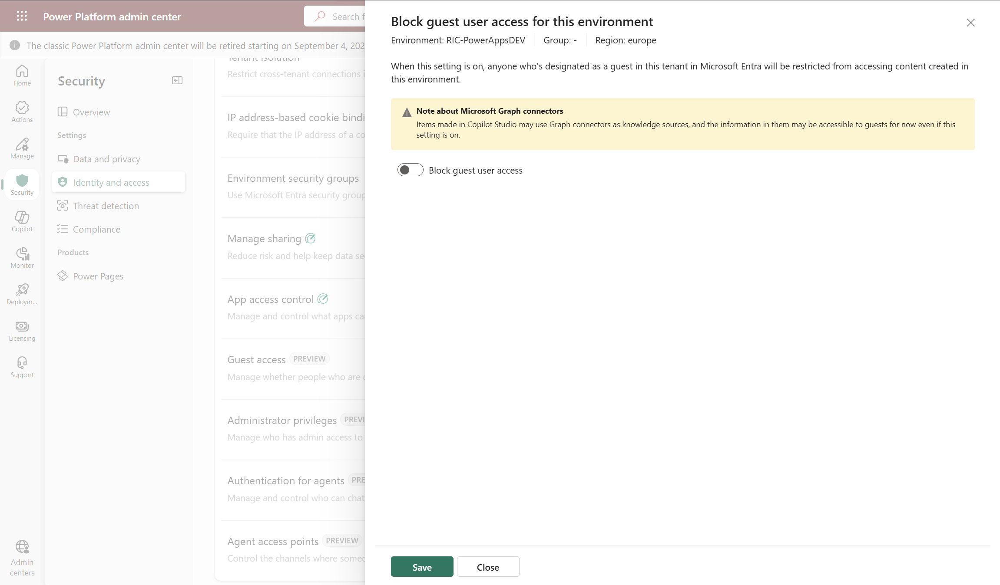 Power Platform admin center
Search f
The classic Power Platform admin center will be retired starting on September 4, 202
Home
Actions
Manage
Security
Copilot
Monitor
Deploym...
Licensing
Support
Admin
centers
Security
Overview
Settings
Data and privacy
Identity and access
Threat detection
Compliance
Products
Power Pages
Tenant isolation
Restrict cross-tenant connections i
IP address-based cookie bindi
Require that the IP address of a co
Environment security groups
Use Microsoft Entra security group
Manage sharing
Reduce risk and help keep data se
App access control
Manage and control what apps ca
Guest access PREVIEW
Manage whether people who are
Administrator privileges PREVI
Manage who has admin access to
Authentication for agents PRE
Manage and control who can chat
Agent access points PREVIEW
Control the channels where someo
Block guest user access for this environment
Environment: RIC-PowerAppsDEV Group: - Region: europe
When this setting is on, anyone who's designated as a guest in this tenant in Microsoft Entra will be restricted from accessing content created in
this environment.
Note about Microsoft Graph connectors
Items made in Copilot Studio may use Graph connectors as knowledge sources, and the information in them may be accessible to guests for now even if this
setting is on.
Block guest user access
Save
Close